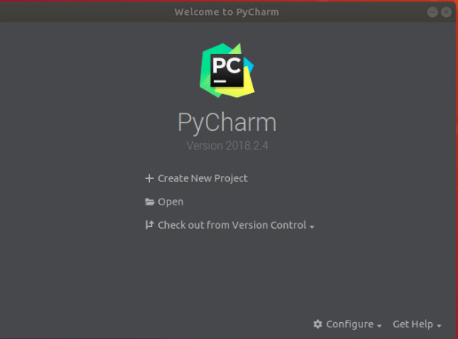 Welcome to PyCharm
PC
PyCharm
Version 2018.2.4
Create New Project
Open
Check out from Version Control
Configure Get Help